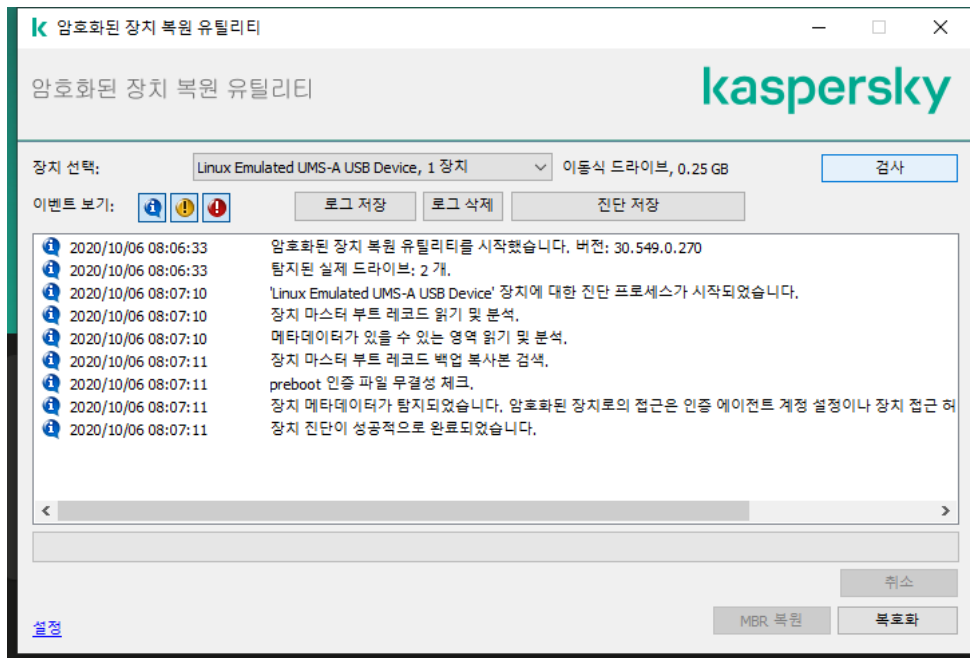 암호화된 장치 복원 유틸리티
암호화된 장치 복원 유틸리티
kaspersky
장치 선택: Linux Emulated UMS-A USB Device, 1 장치 이동식 드라이브, 0.25 GB 검사
이벤트 보기: 로그 저장 로그 삭제 진단 저장
2020/10/06 08:06:33 암호화된 장치 복원 유틸리티를 시작했습니다. 버전: 30.549.0.270
2020/10/06 08:06:33 탐지된 실제 드라이브: 2 개.
2020/10/06 08:07:10 'Linux Emulated UMS-A USB Device' 장치에 대한 진단 프로세스가 시작되었습니다.
2020/10/06 08:07:10 장치 마스터 부트 레코드 읽기 및 분석.
2020/10/06 08:07:10 메타데이터가 있을 수 있는 영역 읽기 및 분석.
2020/10/06 08:07:11 장치 마스터 부트 레코드 백업 복사본 검색.
2020/10/06 08:07:11 preboot 인증 파일 무결성 체크.
2020/10/06 08:07:11 장치 메타데이터가 탐지되었습니다. 암호화된 장치로의 접근은 인증 에이전트 계정 설정이나 장치 접근 허
2020/10/06 08:07:11 장치 진단이 성공적으로 완료되었습니다.
취소
설정 MBR 복원 복호화